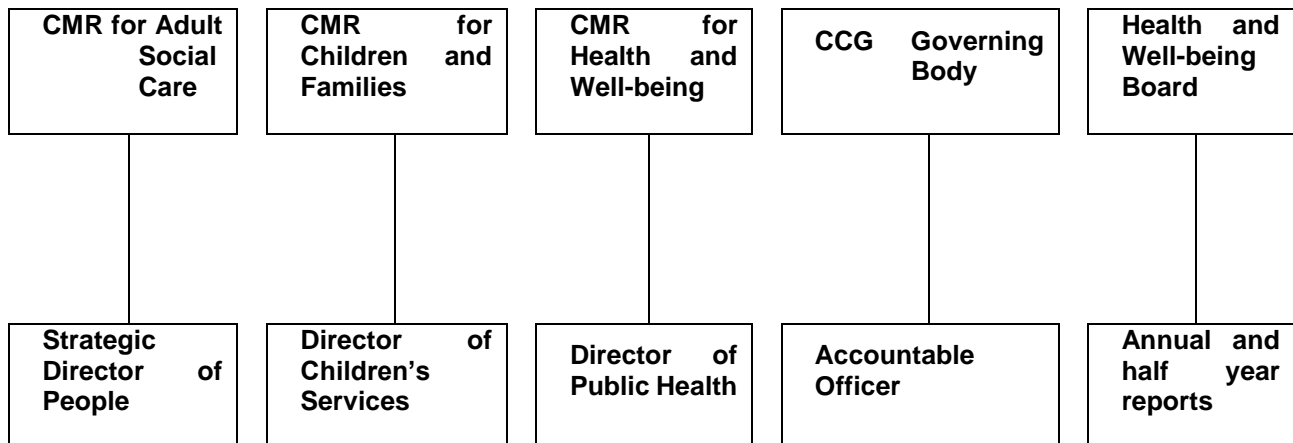 CMR for Adult
Social
Care
CMR for
Children and
Families
CMR for
Health and
Well-being
CCG Governing
Body
Health and
Well-being
Board
Strategic
Director of
People
Director of
Children’s
Services
Director of
Public Health
Accountable
Officer
Annual and
half year
reports